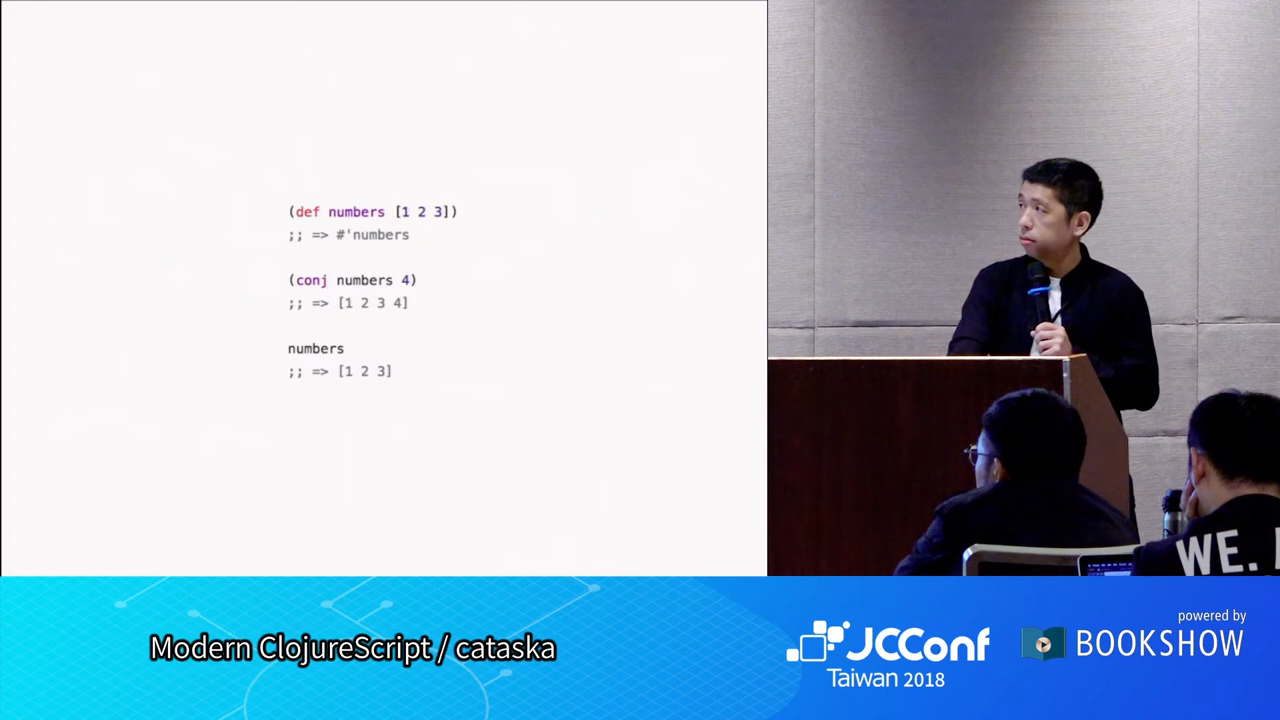 (def numbers [1 2 3])
;; => #'numbers
(conj numbers 4)
;; => [1 2 3 4]
numbers
;; => [1 2 3]
WE.
Modern ClojureScript / cataska
JCConf
Taiwan 2018
powered by
BOOKSHOW